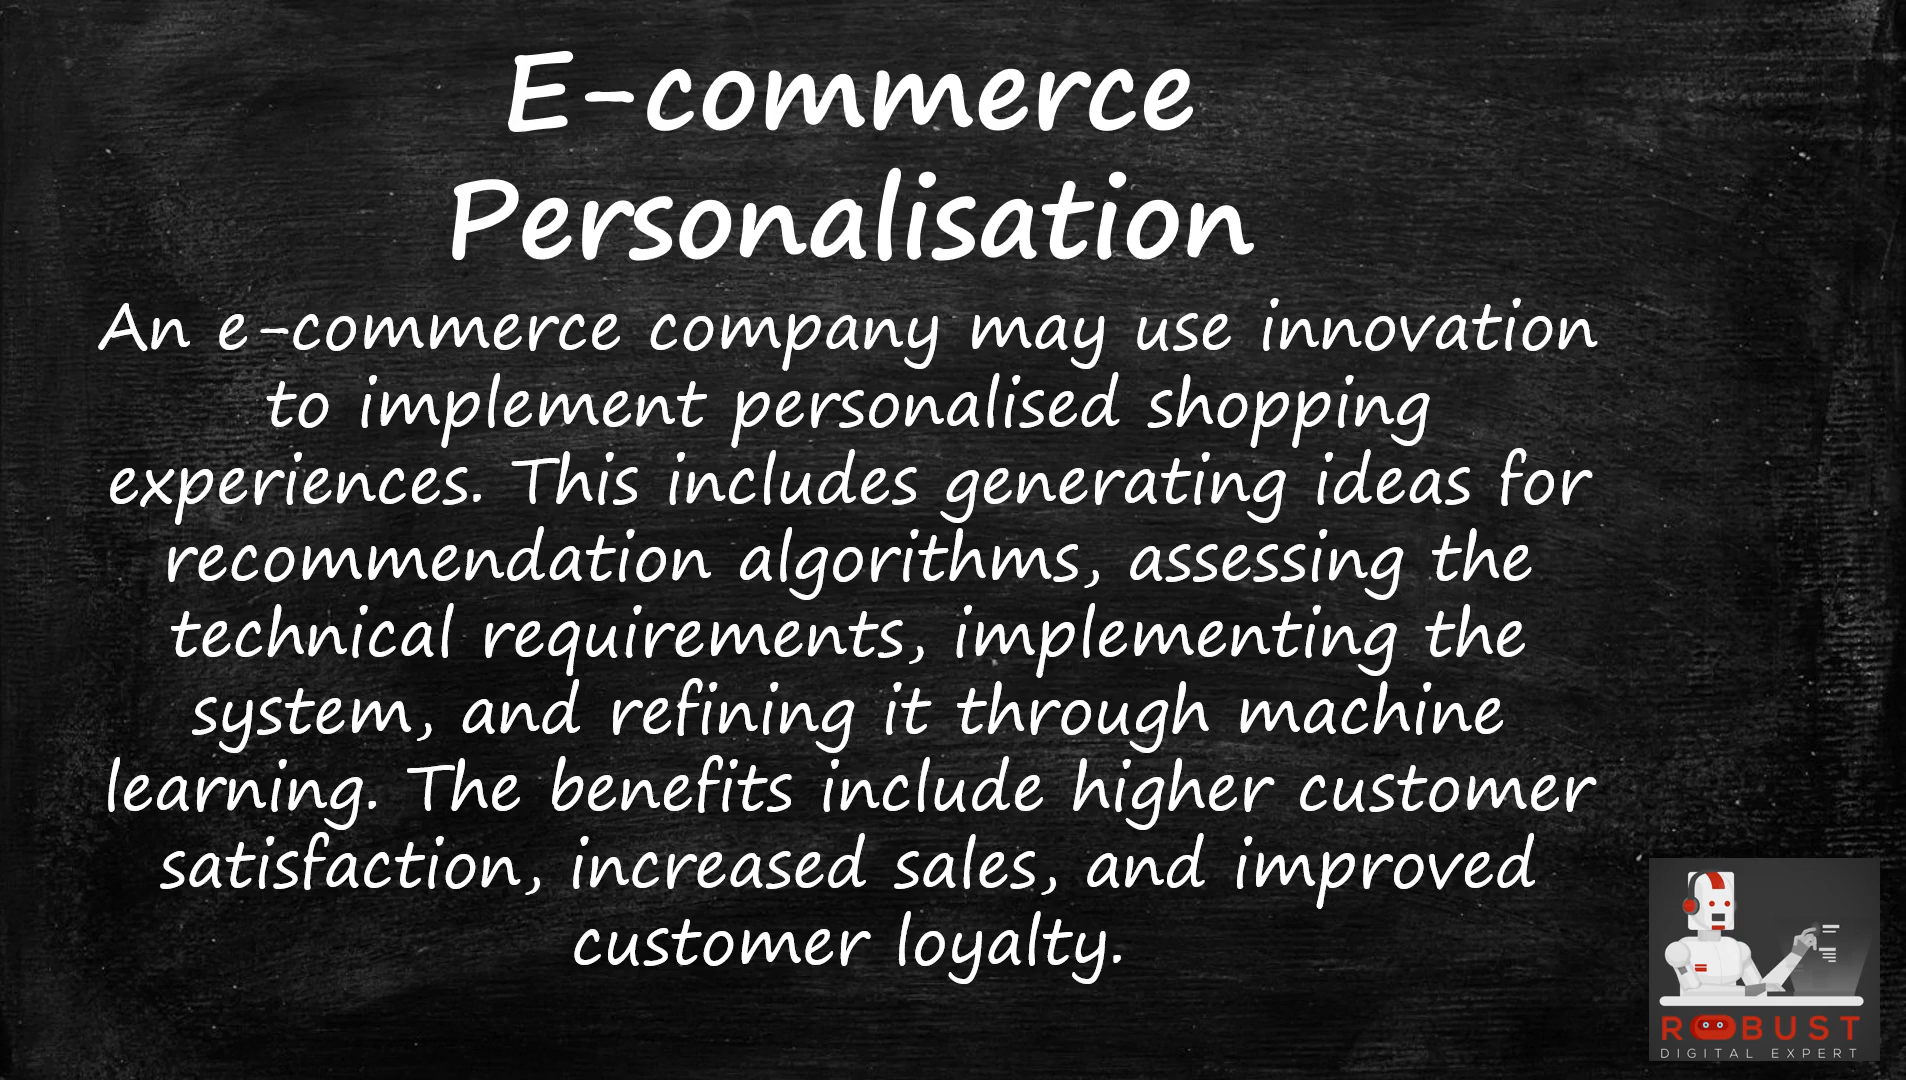 E-commerce
Personalisation
An e-commerce company may use innovation
to implement personalised shopping
experiences. This includes generating ideas for
recommendation algorithms, assessing the
technical requirements, implementing the
system, and refining it through machine
learning. The benefits include higher customer
satisfaction, increased sales, and improved
customer loyalty.
ROBUST
DIGITAL EXPERT